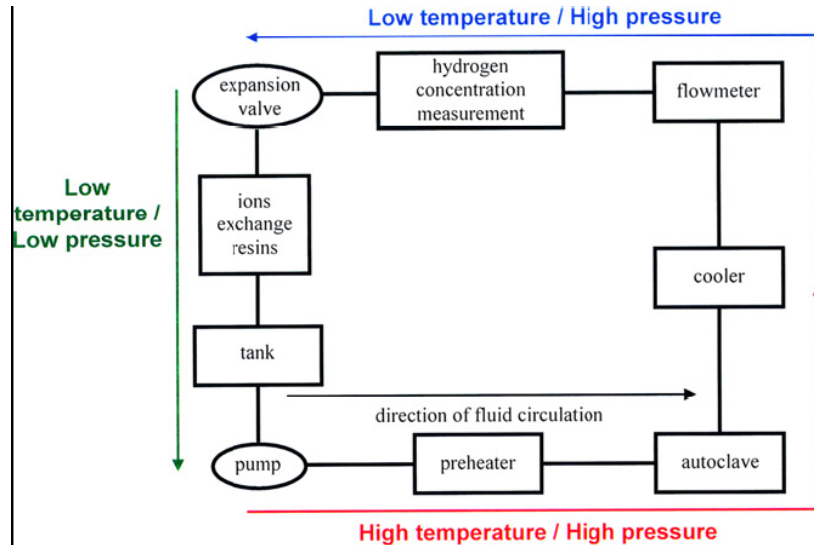 Low temperature / High pressure
expansion
valve
hydrogen
concentration
measurement
flowmeter
Low
temperature /
Low pressure
ions
exchange
resins
cooler
tank
direction of fluid circulation
pump
preheater
autoclave
High temperature / High pressure